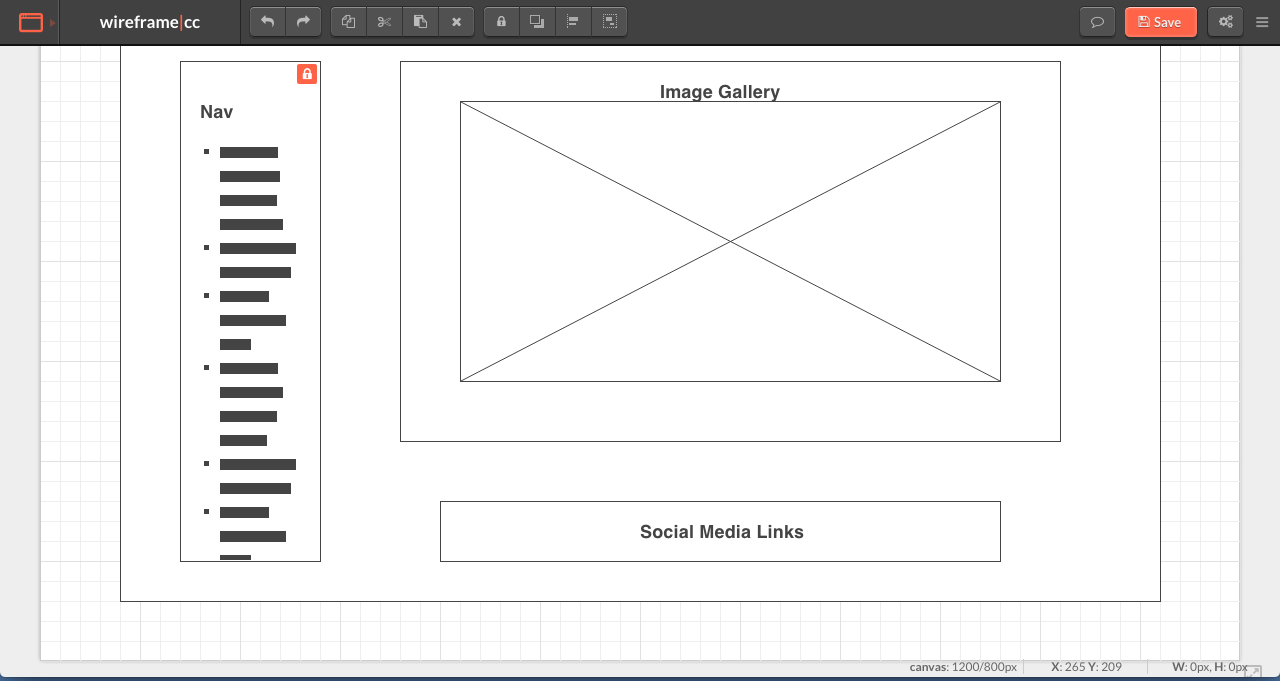 wireframe|cc
Save
Nav
Image Gallery
Social Media Links
canvas: 1200/800px X: 265 Y: 209 W: 0px, H: 0px